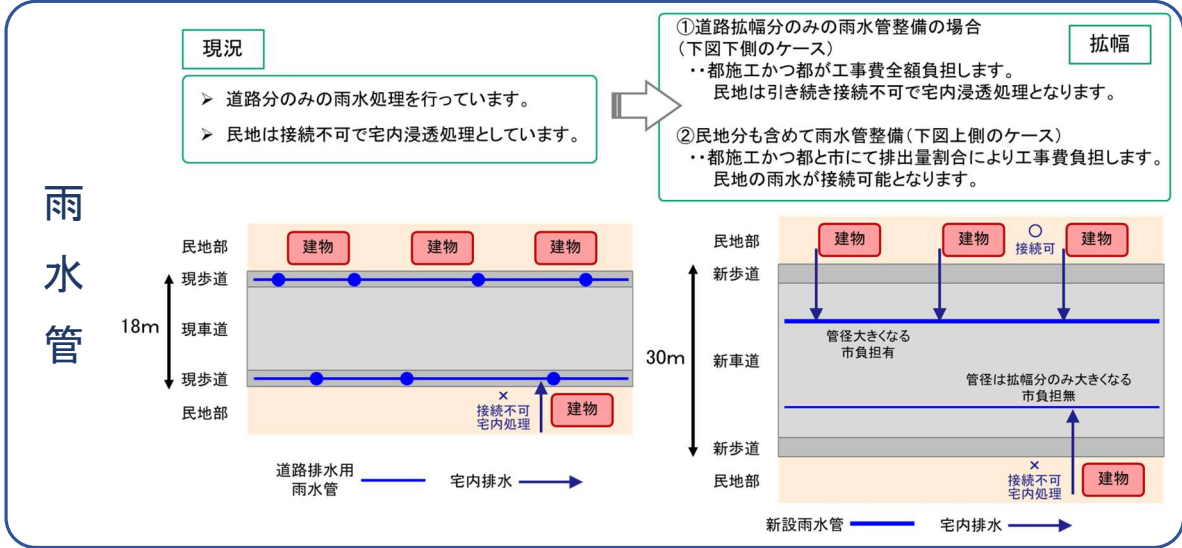 雨水管
現況
➢ 道路分のみの雨水処理を行っています。
➢ 民地は接続不可で宅内浸透処理としています。
拡幅
①道路拡幅分のみの雨水管整備の場合
(下図下側のケース)
・・都施工かつ都が工事費全額負担します。
民地は引き続き接続不可で宅内浸透処理となります。
②民地分も含めて雨水管整備(下図上側のケース)
・・都施工かつ都と市にて排出量割合により工事費負担します。
民地の雨水が接続可能となります。
民地部
建物
建物
建物
現歩道
18m
現車道
現歩道
民地部
×
接続不可
宅内処理
建物
道路排水用
雨水管
宅内排水
民地部
建物
建物
○
接続可
建物
新歩道
管径大きくなる
市負担有
30m
新車道
管径は拡幅分のみ大きくなる
市負担無
新歩道
民地部
×
接続不可
宅内処理
建物
新設雨水管
宅内排水